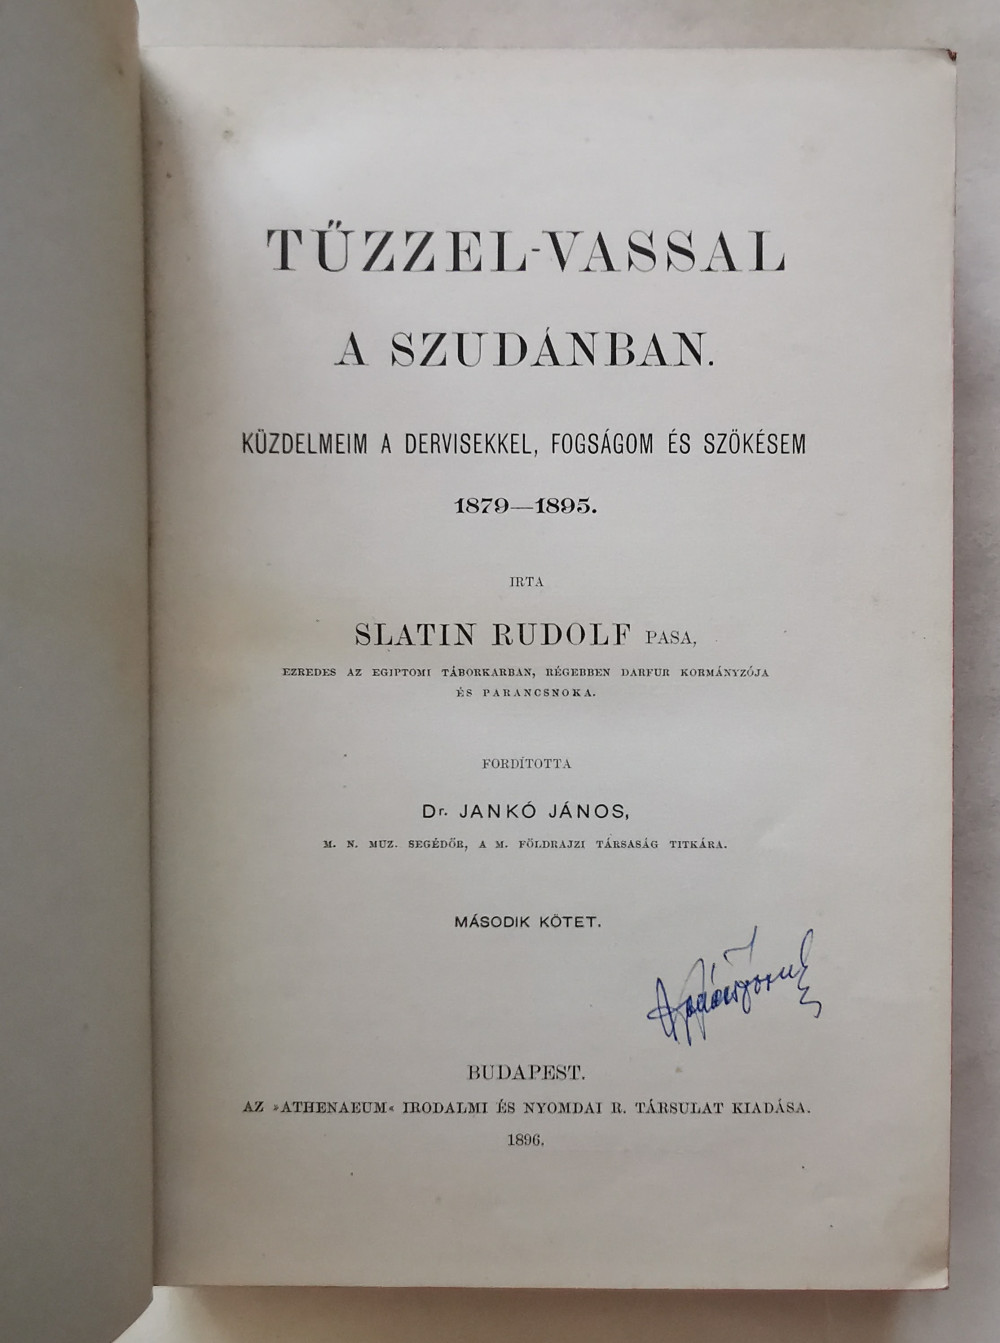 TŰZZEL-VASSAL
A SZUDÁNBAN.
KÜZDELMEIM A DERVISEKKEL, FOGSÁGOM ÉS SZÖKÉSEM
1879—1895.
IRTA
SLATIN RUDOLF PASA,
EZREDES AZ EGIPTOMI TÁBORKARBAN, RÉGEBBEN DARFUR KORMÁNYZÓJA
ÉS PARANCSNOKA.
FORDÍTOTTA
Dr. JANKÓ JÁNOS,
M. N. MUZ. SEGÉDŐR, A M. FÖLDRAJZI TÁRSASÁG TITKÁRA.
MÁSODIK KÖTET.
BUDAPEST.
AZ »ATHENAEUM« IRODALMI ÉS NYOMDAI R. TÁRSULAT KIADÁSA.
1896.